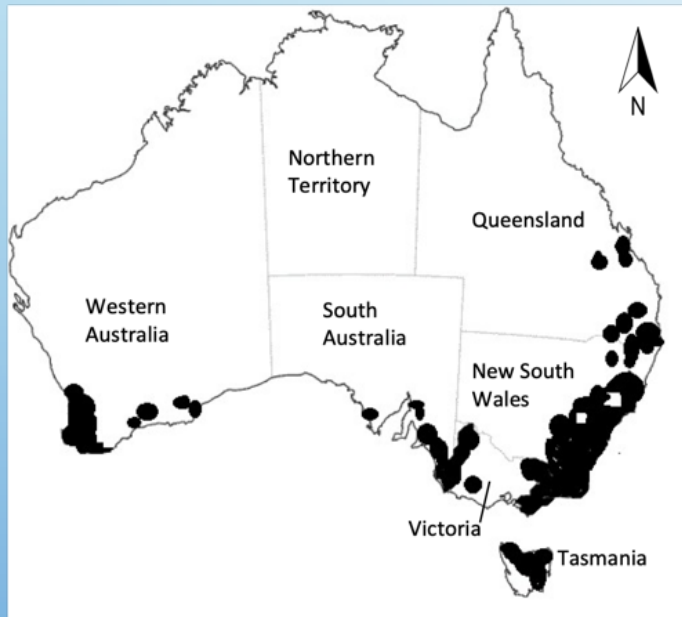 N
Northern
Territory
Queensland
Western
Australia
South
Australia
New South
Wales
Victoria
Tasmania